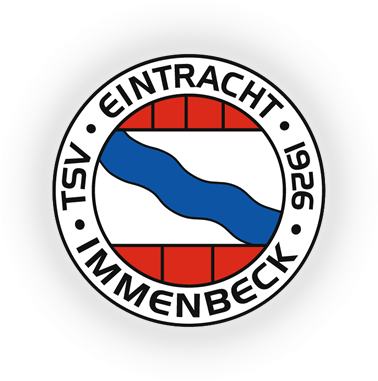 TSV • EINTRACHT • 1926 •
IMMENBECK •